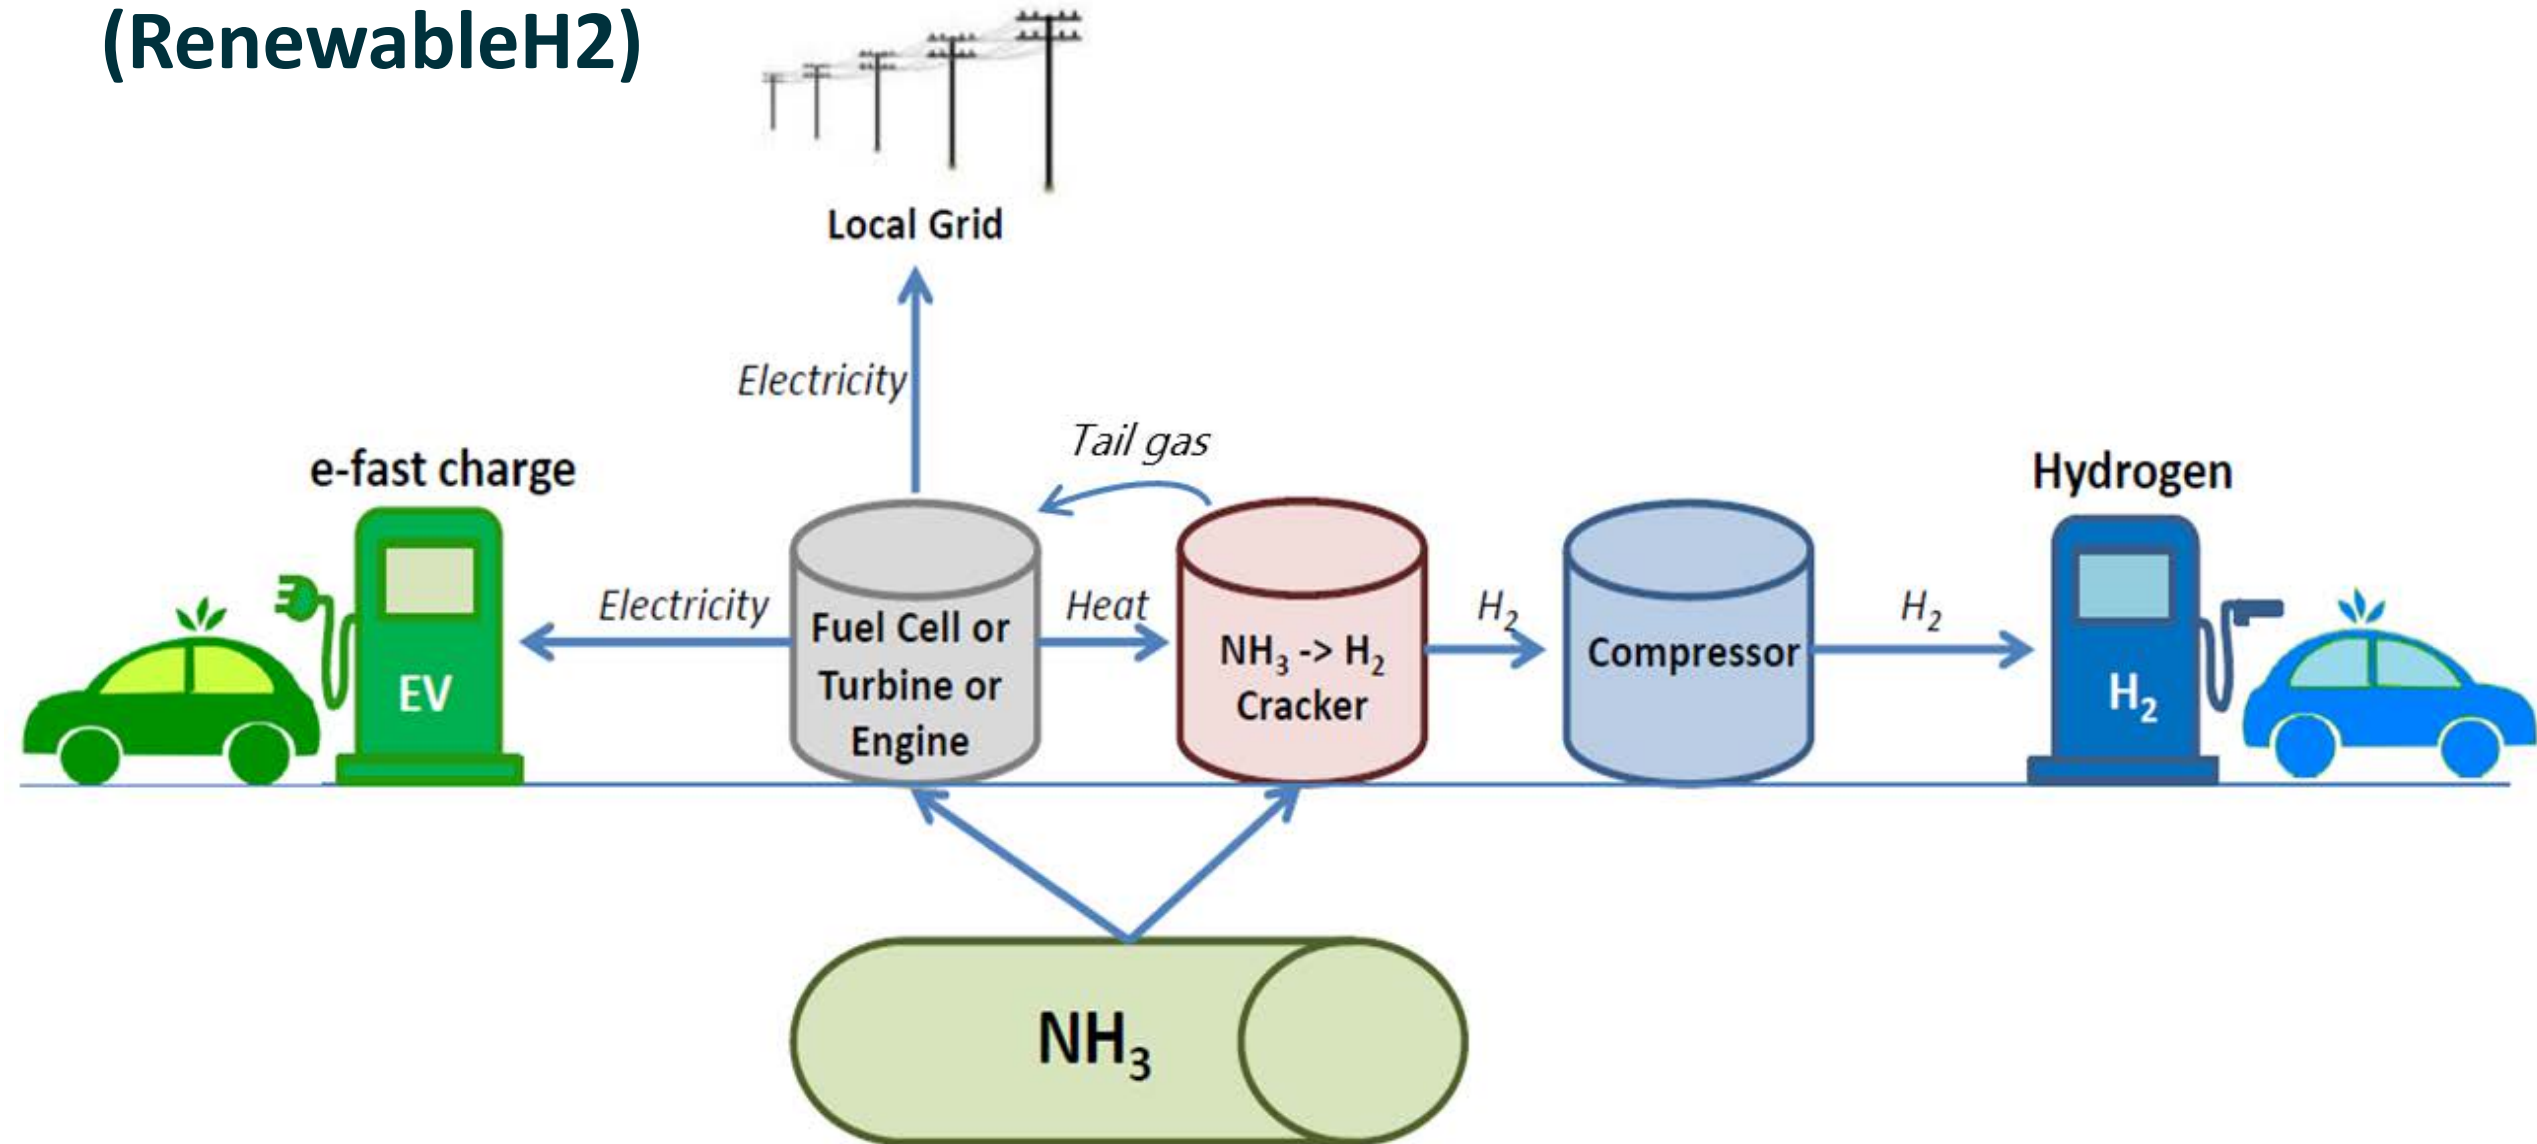 (RenewableH2)
Local Grid
Electricity
Tail gas
e-fast charge
Hydrogen
Electricity
Heat
H₂
H₂
Fuel Cell or
Turbine or
Engine
NH₃ -> H₂
Cracker
Compressor
EV
H₂
NH₃